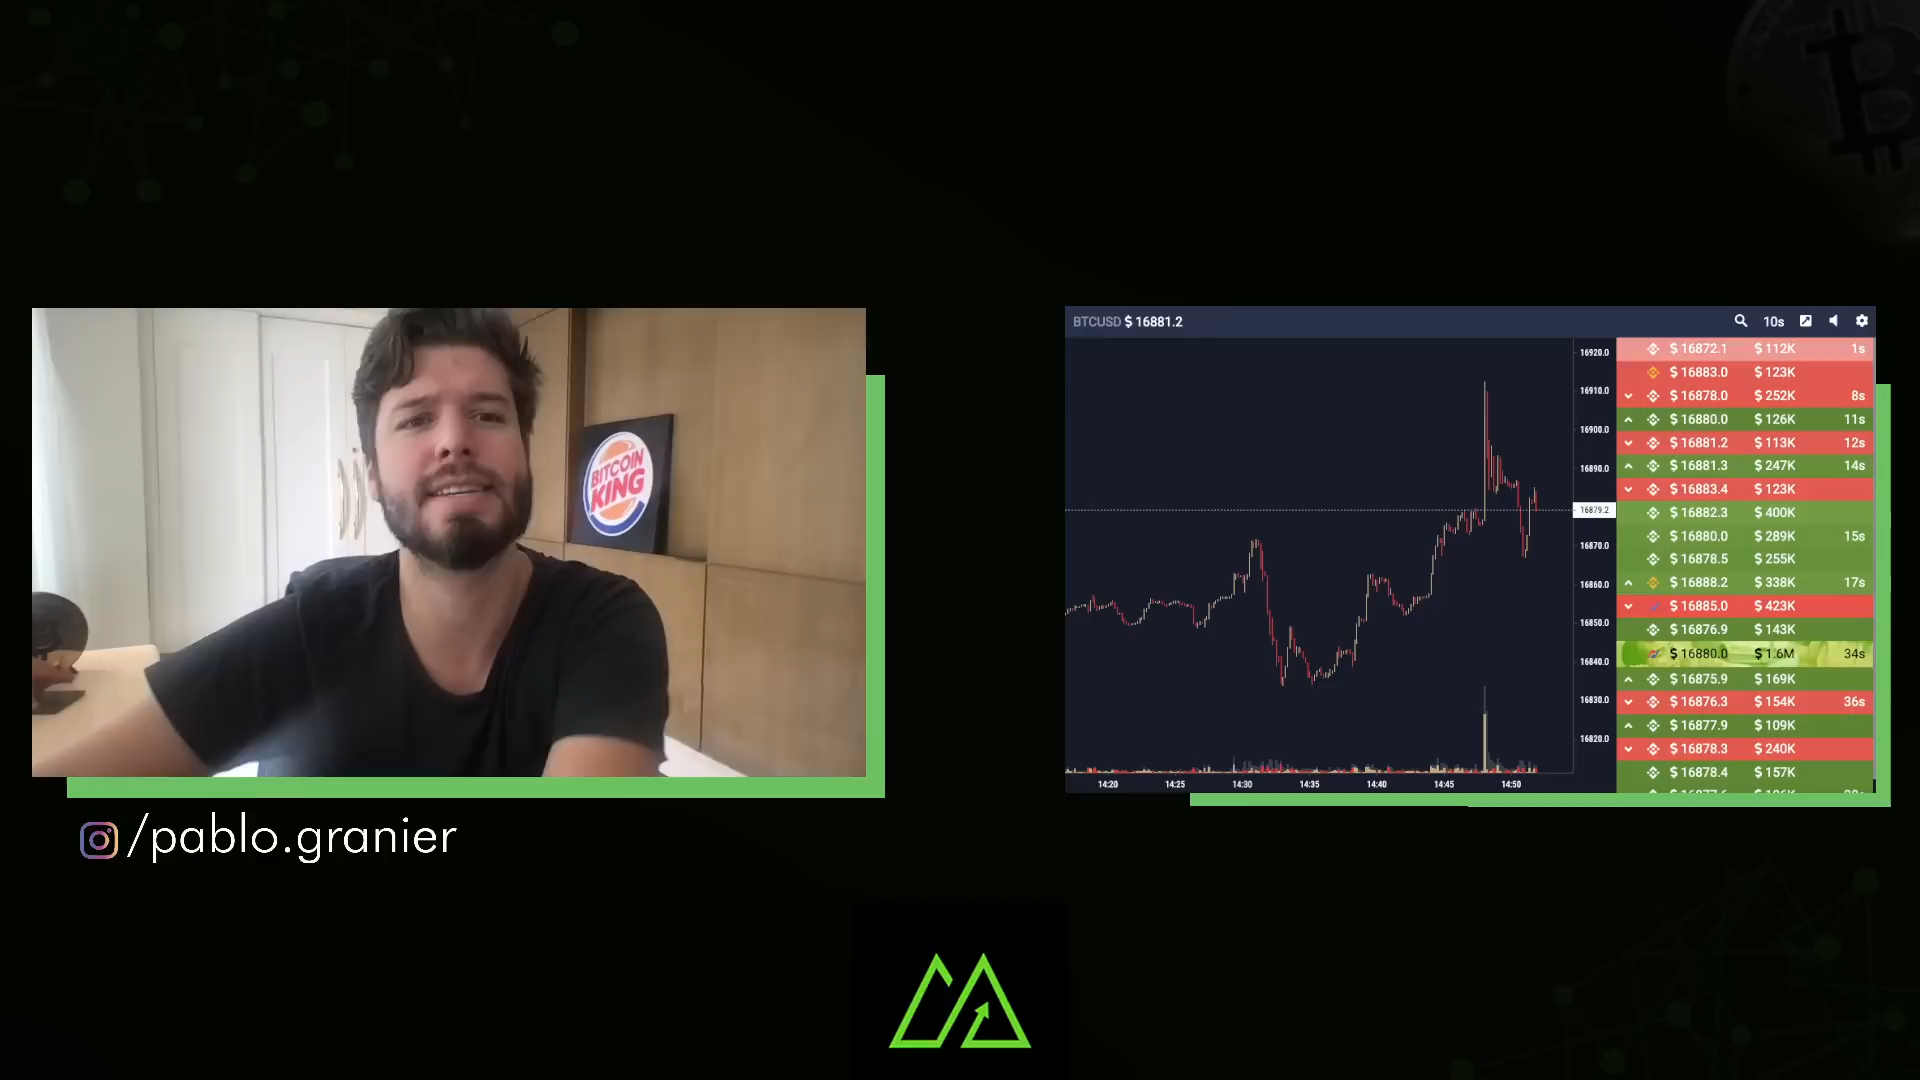 BITCOIN
KING
/pablo.granier
BTCUSD $ 16881.2
10s
16920.0
16910.0
16900.0
16890.0
16879.2
16870.0
16860.0
16850.0
16840.0
16830.0
16820.0
14:20 14:25 14:30 14:35 14:40 14:45 14:50
$ 16872.1 $ 112K 1s
$ 16883.0 $ 123K
$ 16878.0 $ 252K 8s
$ 16880.0 $ 126K 11s
$ 16881.2 $ 113K 12s
$ 16881.3 $ 247K 14s
$ 16883.4 $ 123K
$ 16882.3 $ 400K
$ 16880.0 $ 289K 15s
$ 16878.5 $ 255K
$ 16888.2 $ 338K 17s
$ 16885.0 $ 423K
$ 16876.9 $ 143K
$ 16880.0 $ 1.6M 34s
$ 16875.9 $ 169K
$ 16876.3 $ 154K 36s
$ 16877.9 $ 109K
$ 16878.3 $ 240K
$ 16878.4 $ 157K